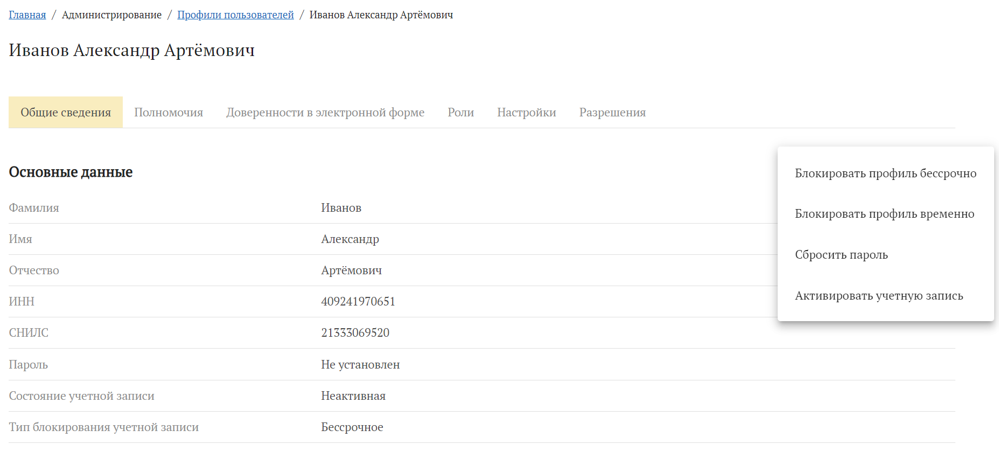 Главная / Администрирование / Профили пользователей / Иванов Александр Артёмович
Иванов Александр Артёмович
Общие сведения Полномочия Доверенности в электронной форме Роли Настройки Разрешения
Основные данные
Фамилия Иванов
Имя Александр
Отчество Артёмович
ИНН 409241970651
СНИЛС 21333069520
Пароль Не установлен
Состояние учетной записи Неактивная
Тип блокирования учетной записи Бессрочное
Блокировать профиль бессрочно
Блокировать профиль временно
Сбросить пароль
Активировать учетную запись